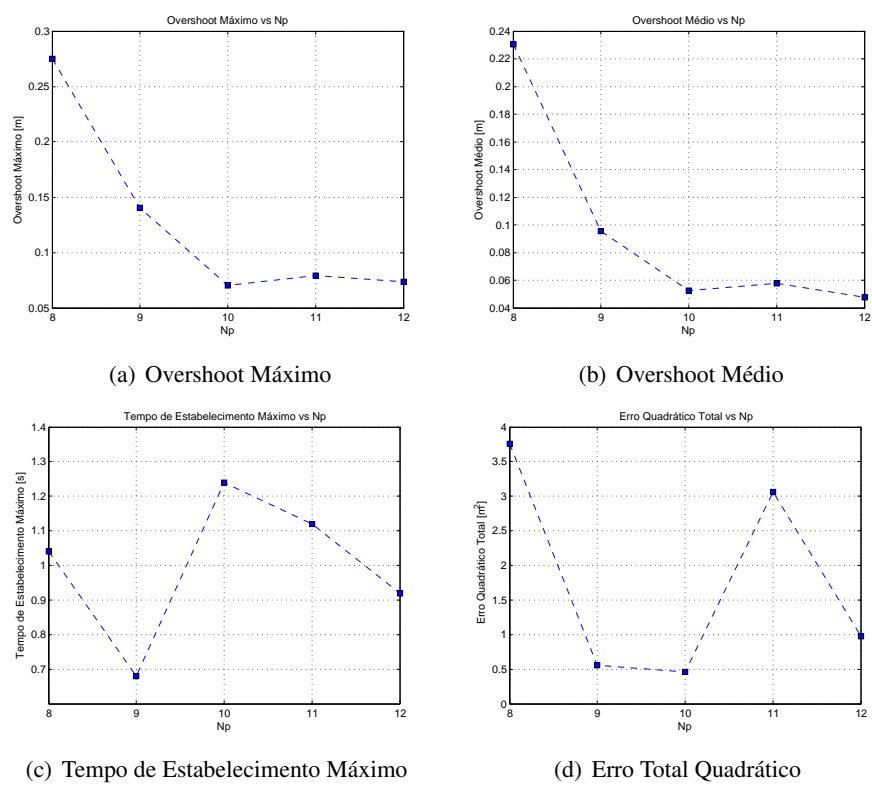 Overshoot Máximo vs Np
0.3
0.25
0.2
0.15
0.1
0.05
Overshoot Máximo [m]
8 9 10 11 12
Np
(a) Overshoot Máximo
Overshoot Médio vs Np
0.24
0.22
0.2
0.18
0.16
0.14
0.12
0.1
0.08
0.06
0.04
Overshoot Médio [m]
8 9 10 11 12
Np
(b) Overshoot Médio
Tempo de Estabelecimento Máximo vs Np
1.4
1.3
1.2
1.1
1
0.9
0.8
0.7
Tempo de Estabelecimento Máximo [s]
8 9 10 11 12
Np
(c) Tempo de Estabelecimento Máximo
Erro Quadrático Total vs Np
4
3.5
3
2.5
2
1.5
1
0.5
0
Erro Quadrático Total [m²]
8 9 10 11 12
Np
(d) Erro Total Quadrático